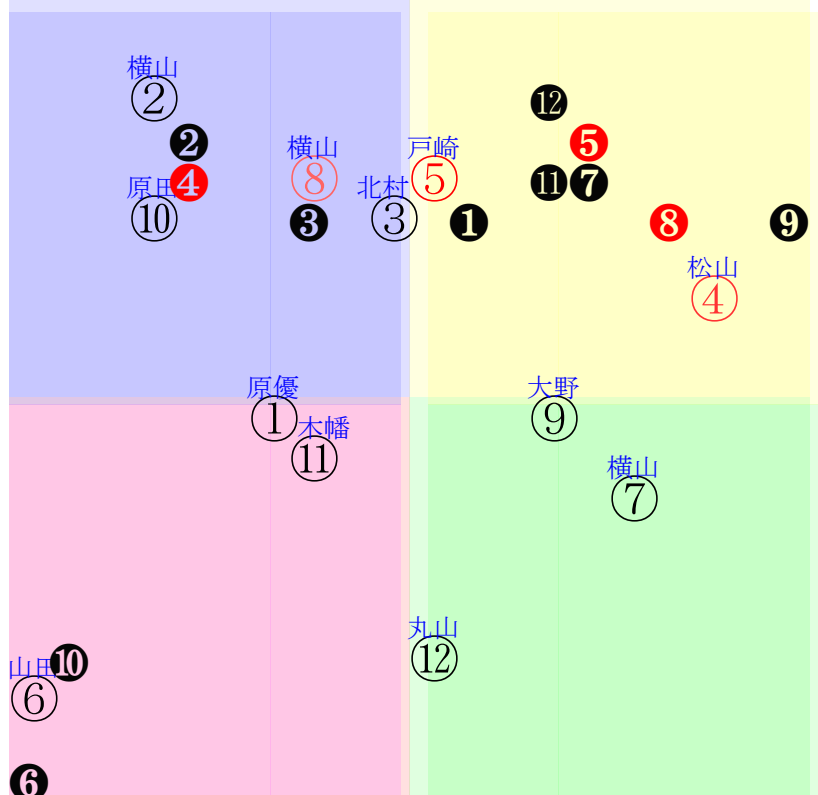 横山
②
⓬
❷
❺
横山
⑧
戸崎
⑤
原田
❹
⑩
北村
③
⓫
❼
❸
❶
❽
❾
松山
④
原優
①
大野
⑨
木幡
⑪
横山
⑦
丸山
⑫
山田
❿
⑥
❻